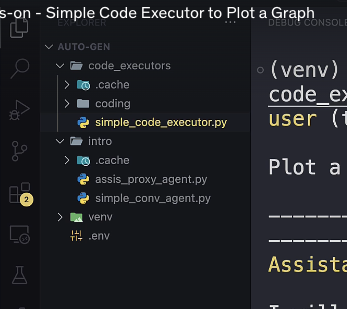 s-on - Simple Code Executor to Plot a Graph
EXPLORER
...
DEBUG CONSOLE
AUTO-GEN
code_executors
.cache
coding
simple_code_executor.py
intro
.cache
assis_proxy_agent.py
simple_conv_agent.py
venv
.env
2
(venv)
code_ex
user (t
Plot a
Assista